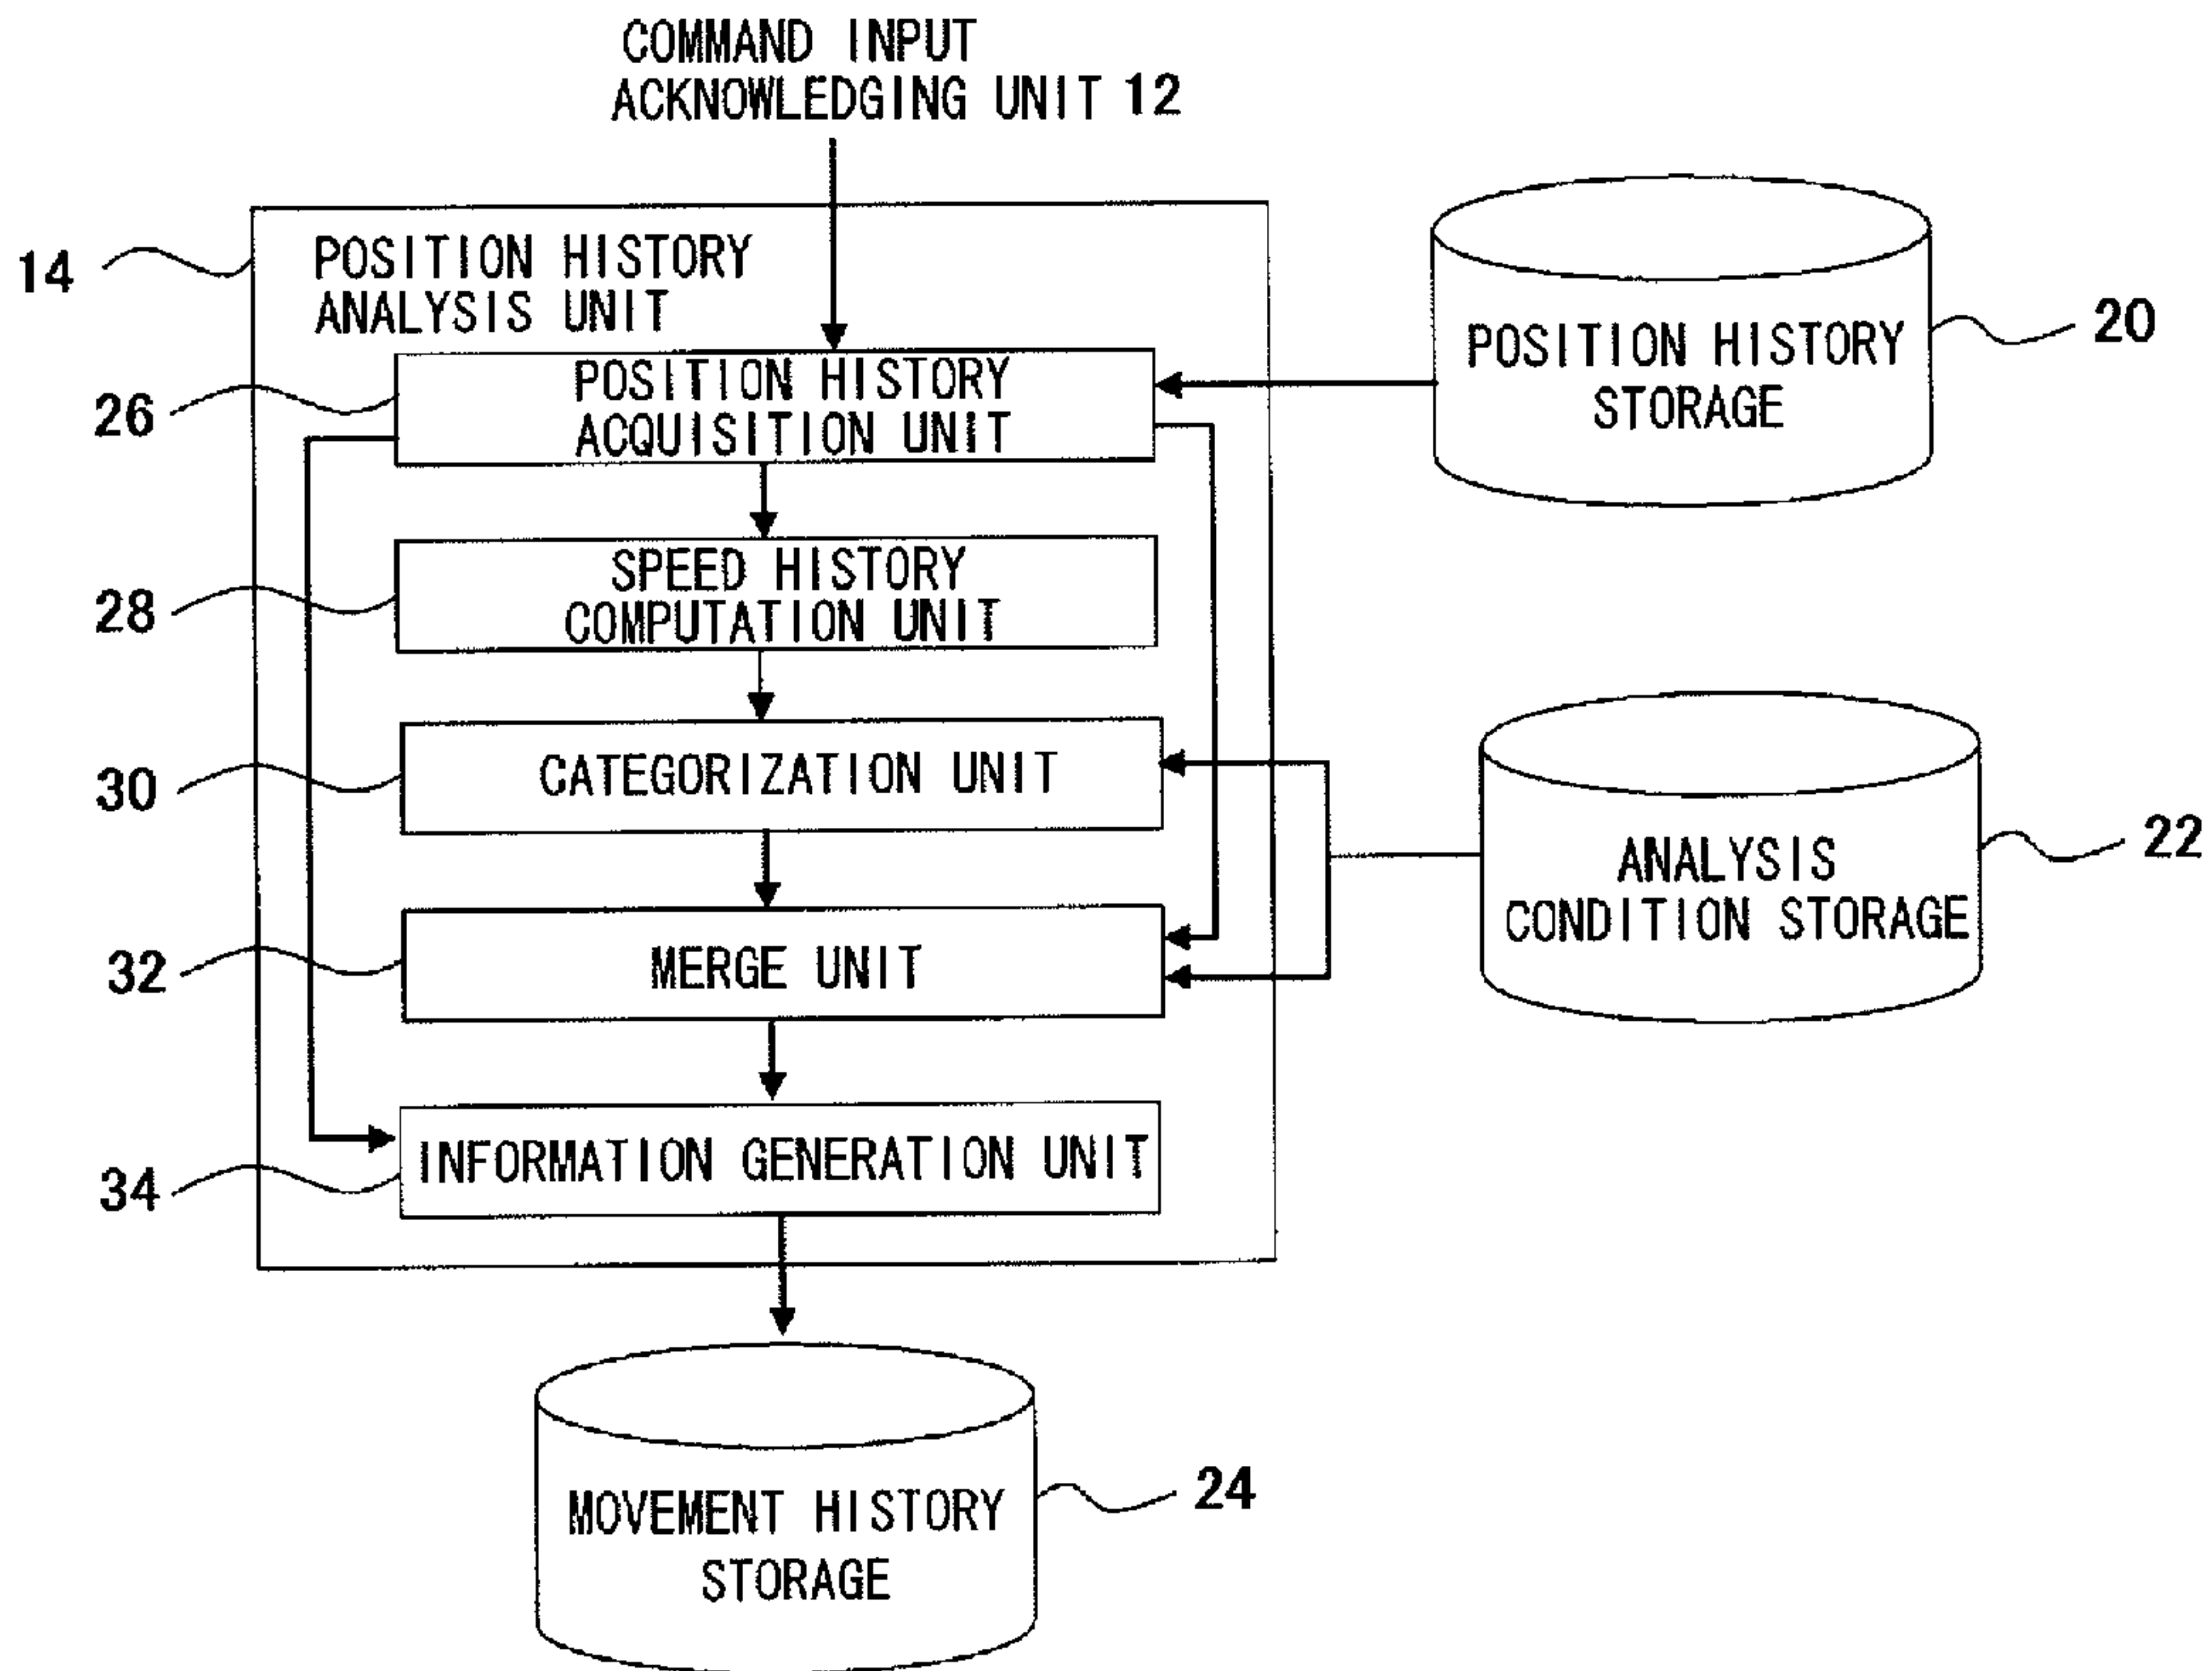 COMMAND INPUT
ACKNOWLEDGING UNIT 12
14
POSITION HISTORY
ANALYSIS UNIT
26
POSITION HISTORY
ACQUISITION UNIT
POSITION HISTORY
STORAGE
20
28
SPEED HISTORY
COMPUTATION UNIT
30
CATEGORIZATION UNIT
ANALYSIS
CONDITION STORAGE
22
32
MERGE UNIT
34
INFORMATION GENERATION UNIT
MOVEMENT HISTORY
STORAGE
24